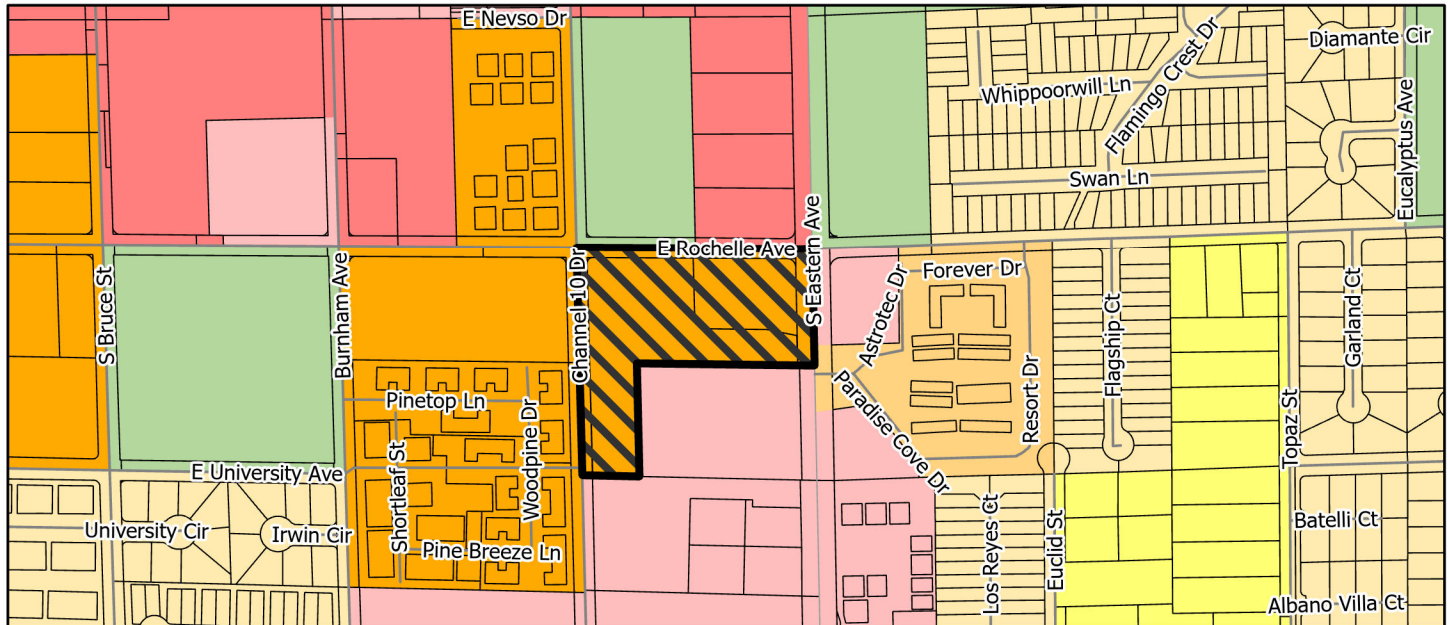 E Nevso Dr
Diamante Cir
Flamingo Crest Dr
Whippoorwill Ln
Eucalyptus Ave
Swan Ln
S Eastern Ave
E Rochelle Ave
S Bruce St
Burnham Ave
Channel 10 Dr
Astrotec Dr
Forever Dr
Flagship Ct
Garland Ct
Pinetop Ln
Woodpine Dr
Paradise Cove Dr
Resort Dr
Topaz St
E University Ave
Shortleaf St
University Cir
Irwin Cir
Pine Breeze Ln
Los Reyes Ct
Euclid St
Batelli Ct
Albano Villa Ct